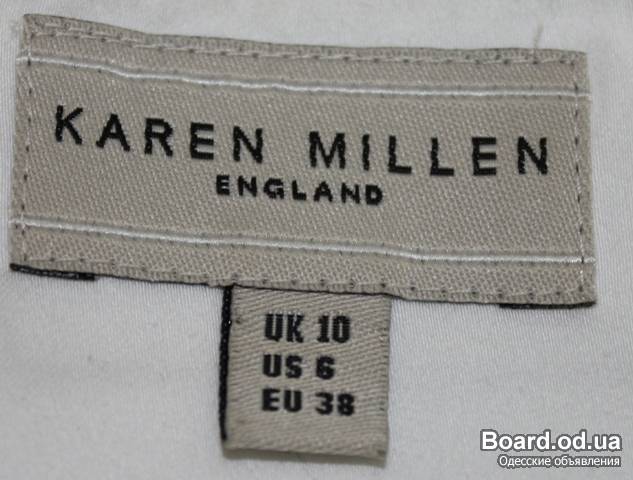 KAREN MILLEN
ENGLAND
UK 10
US 6
EU 38
Board.od.ua
Одесские объявления